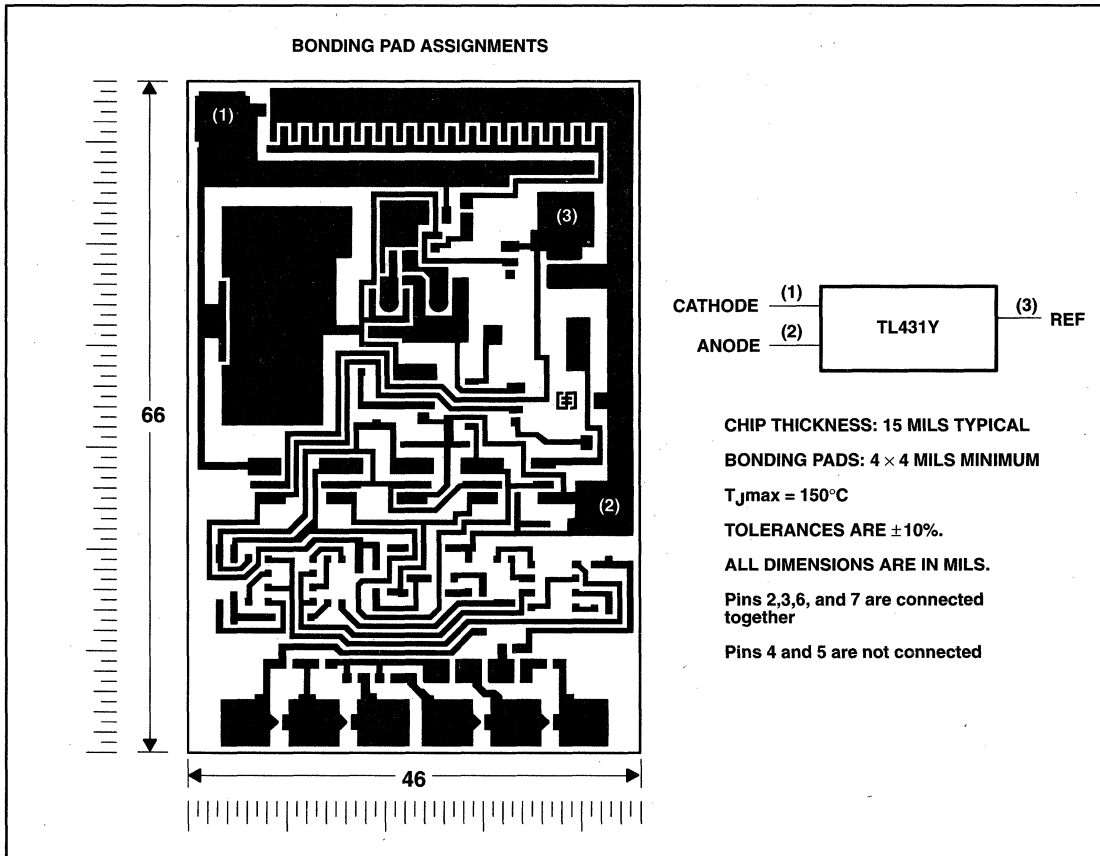 BONDING PAD ASSIGNMENTS
(1)
(3)
(2)
66
46
CATHODE (1)
ANODE (2)
TL431Y
(3) REF
CHIP THICKNESS: 15 MILS TYPICAL
BONDING PADS: 4 × 4 MILS MINIMUM
TJmax = 150°C
TOLERANCES ARE ±10%.
ALL DIMENSIONS ARE IN MILS.
Pins 2,3,6, and 7 are connected
together
Pins 4 and 5 are not connected